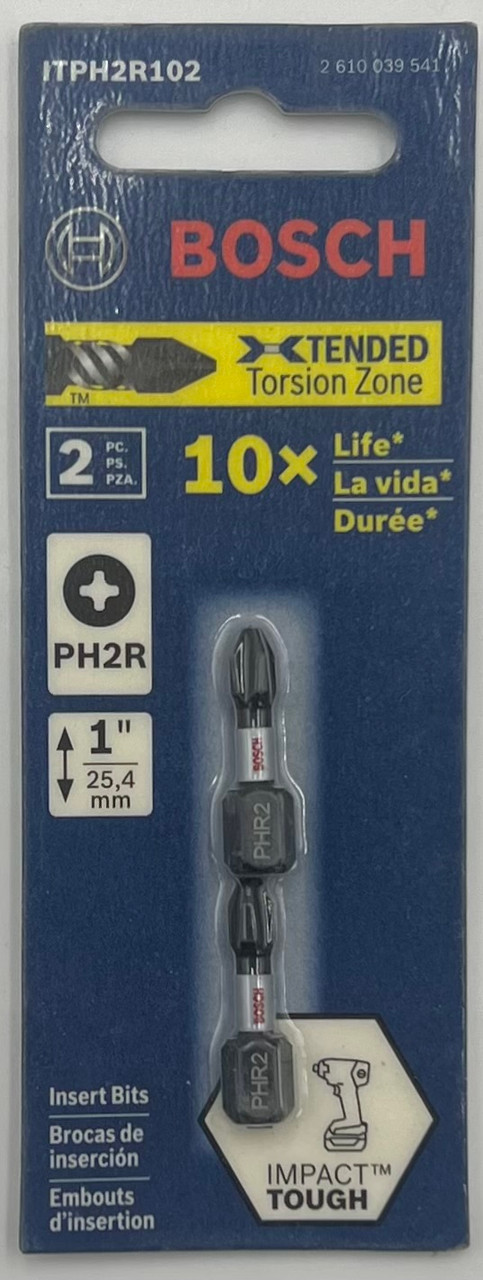 ITPH2R102
2 610 039 541
BOSCH
X-TENDED
Torsion Zone
TM
2
PC.
PS.
PZA.
10×
Life*
La vida*
Durée*
PH2R
1"
25,4
mm
BOSCH
PHR2
BOSCH
PHR2
Insert Bits
Brocas de
inserción
Embouts
d'insertion
IMPACT™
TOUGH